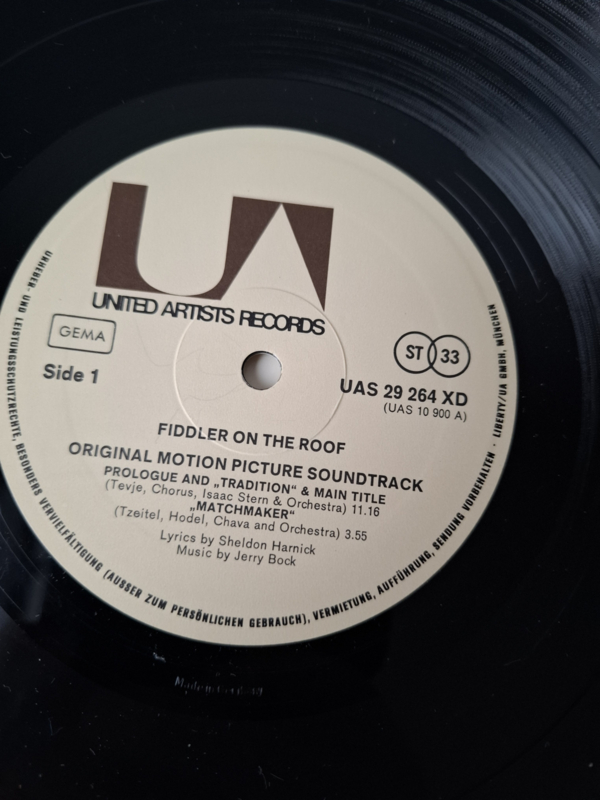 UA
UNITED ARTISTS RECORDS
GEMA
ST 33
Side 1
UAS 29 264 XD
(UAS 10 900 A)
FIDDLER ON THE ROOF
ORIGINAL MOTION PICTURE SOUNDTRACK
PROLOGUE AND „TRADITION“ & MAIN TITLE
(Tevje, Chorus, Isaac Stern & Orchestra) 11.16
„MATCHMAKER“
(Tzeitel, Hodel, Chava and Orchestra) 3.55
Lyrics by Sheldon Harnick
Music by Jerry Bock
URHEBER- UND LEISTUNGSSCHUTZRECHTE, BESONDERS VERVIELFÄLTIGUNG (AUSSER ZUM PERSÖNLICHEN GEBRAUCH), VERMIETUNG, AUFFÜHRUNG, SENDUNG VORBEHALTEN · LIBERTY/UA GMBH, MÜNCHEN